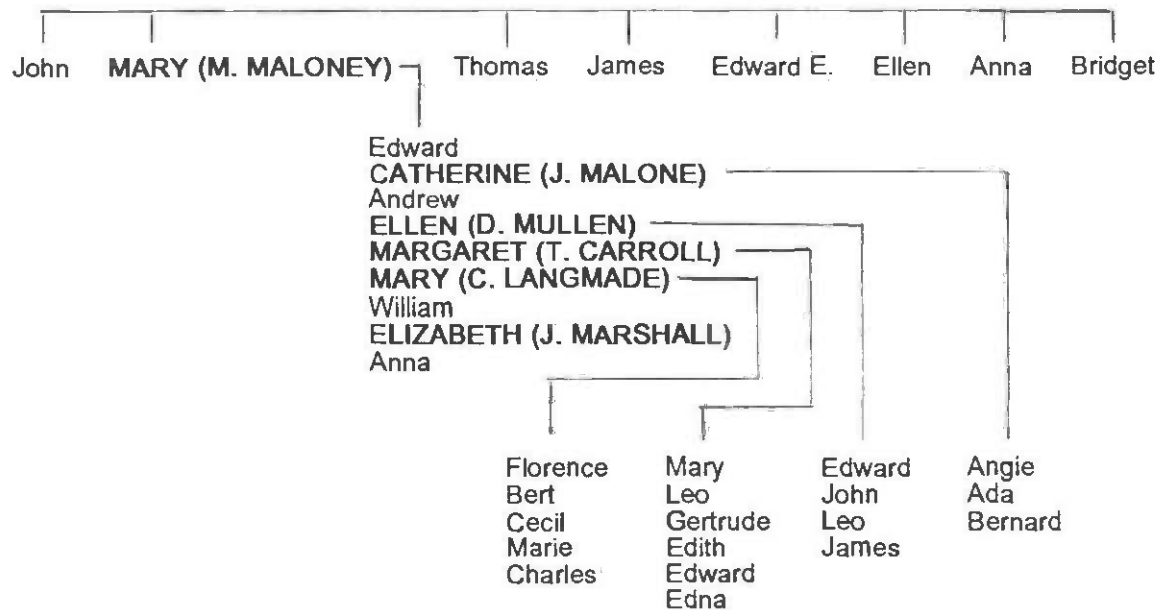 John MARY (M. MALONEY) Thomas James Edward E. Ellen Anna Bridget
Edward
CATHERINE (J. MALONE)
Andrew
ELLEN (D. MULLEN)
MARGARET (T. CARROLL)
MARY (C. LANGMADE)
William
ELIZABETH (J. MARSHALL)
Anna
Florence
Bert
Cecil
Marie
Charles
Mary
Leo
Gertrude
Edith
Edward
Edna
Edward
John
Leo
James
Angie
Ada
Bernard